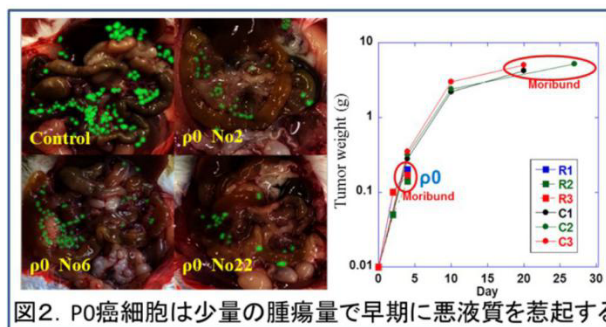 Control
ρ0 No2
ρ0 No6
ρ0 No22
Tumor weight (g)
10
1
0.1
0.01
Moribund
ρ0
Moribund
R1
R2
R3
C1
C2
C3
0 5 10 15 20 25 30
Day
図2. P0癌細胞は少量の腫瘍量で早期に悪液質を惹起する